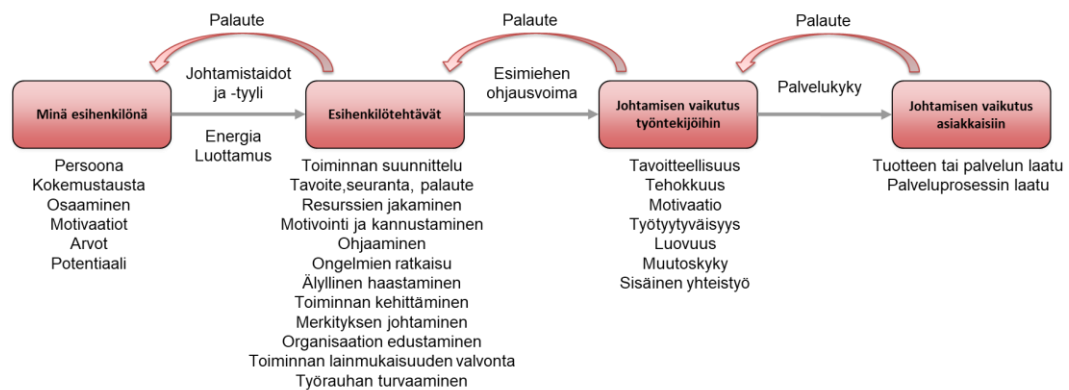 Palaute
Palaute
Palaute
Johtamistaidot
ja -tyyli
Esimiehen
ohjausvoima
Palvelukyky
Minä esihenkilönä
Esihenkilötehtävät
Johtamisen vaikutus
työntekijöihin
Johtamisen vaikutus
asiakkaisiin
Energia
Luottamus
Persoona
Kokemustausta
Osaaminen
Motivaatiot
Arvot
Potentiaali
Toiminnan suunnittelu
Tavoite,seuranta, palaute
Resurssien jakaminen
Motivointi ja kannustaminen
Ohjaaminen
Ongelmien ratkaisu
Älyllinen haastaminen
Toiminnan kehittäminen
Merkityksen johtaminen
Organisaation edustaminen
Toiminnan lainmukaisuuden valvonta
Työrauhan turvaaminen
Tavoitteellisuus
Tehokkuus
Motivaatio
Työtyytyväisyys
Luovuus
Muutoskyky
Sisäinen yhteistyö
Tuotteen tai palvelun laatu
Palveluprosessin laatu